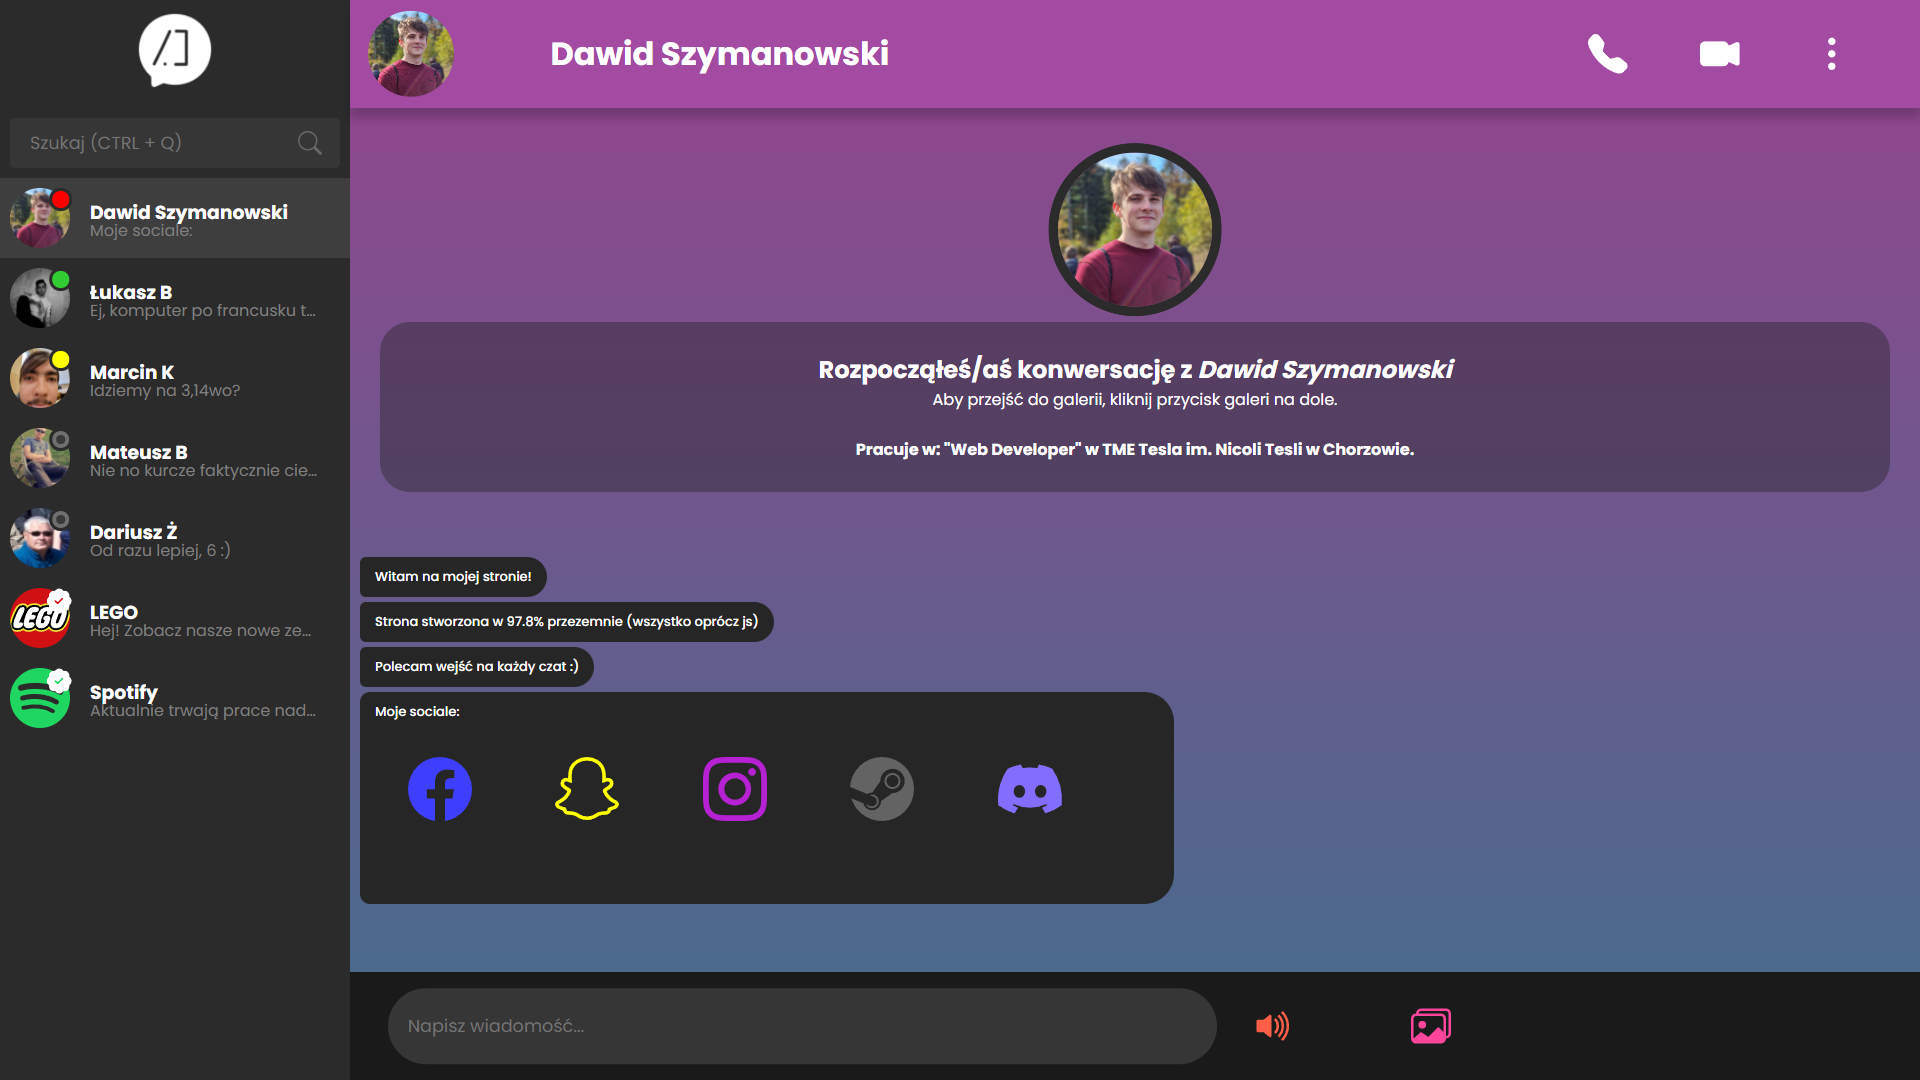 Szukaj (CTRL + Q)
Dawid Szymanowski
Moje sociale:
Łukasz B
Ej, komputer po francusku t...
Marcin K
Idziemy na 3,14wo?
Mateusz B
Nie no kurcze faktycznie cie...
Dariusz Ż
Od razu lepiej, 6 :)
LEGO
LEGO
Hej! Zobacz nasze nowe ze...
Spotify
Aktualnie trwają prace nad...
Dawid Szymanowski
Rozpocząłeś/aś konwersację z Dawid Szymanowski
Aby przejść do galerii, kliknij przycisk galeri na dole.
Pracuje w: "Web Developer" w TME Tesla im. Nicoli Tesli w Chorzowie.
Witam na mojej stronie!
Strona stworzona w 97.8% przezemnie (wszystko oprócz js)
Polecam wejść na każdy czat :)
Moje sociale:
Napisz wiadomość...